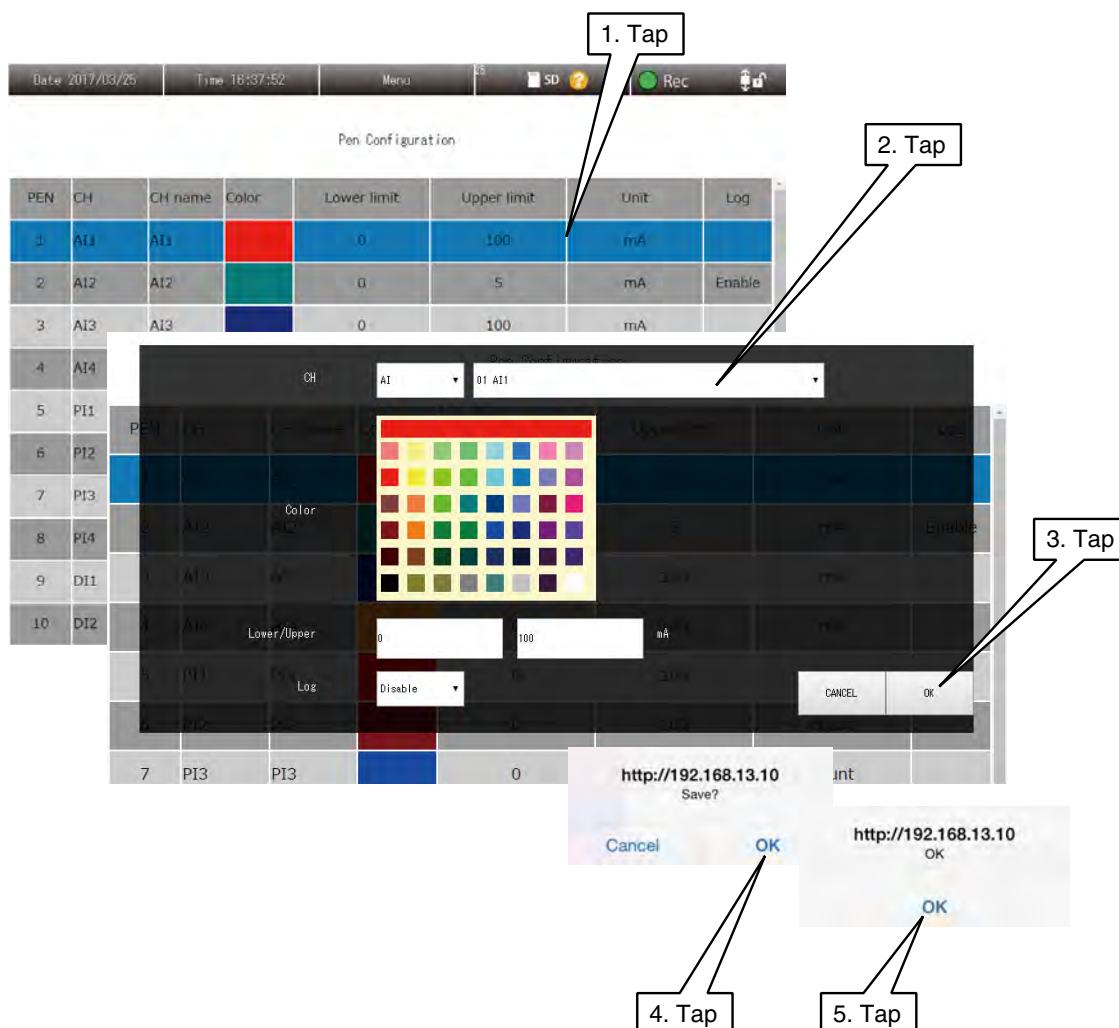 1. Tap
Date 2017/03/25 Time 16:37:52 Menu SD ? Rec
Pen Configuration
2. Tap
PEN CH CH name Color Lower limit Upper limit Unit Log
1 AI1 AI1 0 100 mA
2 AI2 AI2 0 5 mA Enable
3 AI3 AI3 0 100 mA
4 AI4
5 PI1
6 PI2
7 PI3
8 PI4
9 DI1
10 DI2
Pen Configuration
CH AI 01 AI1
Color
3. Tap
Lower/Upper 0 100 mA
Log Disable CANCEL OK
7 PI3 PI3 0 unt
http://192.168.13.10
Save?
Cancel OK
http://192.168.13.10
OK
OK
4. Tap 5. Tap